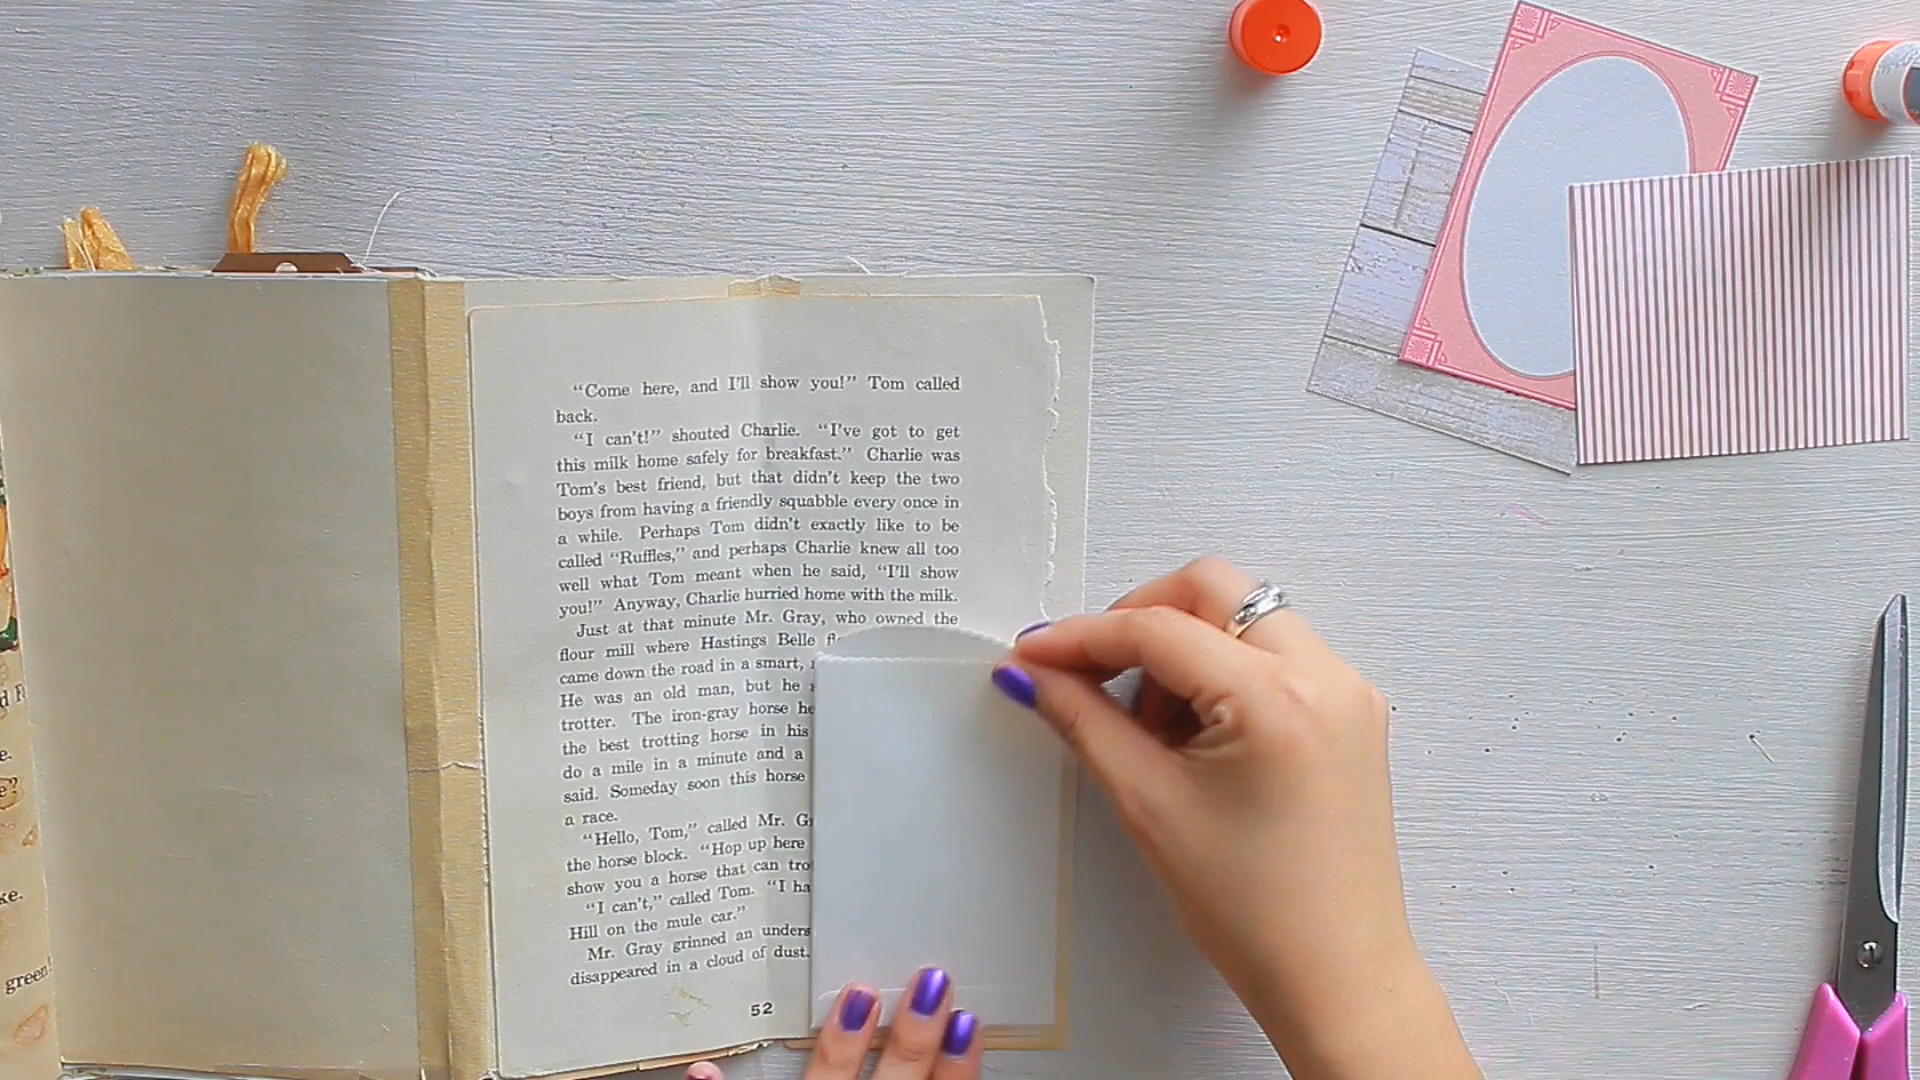 d F
e.
e?
ke.
green!
“Come here, and I’ll show you!” Tom called
back.
“I can’t!” shouted Charlie. “I’ve got to get
this milk home safely for breakfast.” Charlie was
Tom’s best friend, but that didn’t keep the two
boys from having a friendly squabble every once in
a while. Perhaps Tom didn’t exactly like to be
called “Ruffles,” and perhaps Charlie knew all too
well what Tom meant when he said, “I’ll show
you!” Anyway, Charlie hurried home with the milk.
Just at that minute Mr. Gray, who owned the
flour mill where Hastings Belle fl
came down the road in a smart,
He was an old man, but he
trotter. The iron-gray horse he
the best trotting horse in his
do a mile in a minute and a
said. Someday soon this horse
a race.
“Hello, Tom,” called Mr. G
the horse block. “Hop up here
show you a horse that can tro
“I can’t,” called Tom. “I ha
Hill on the mule car.”
Mr. Gray grinned an unders
disappeared in a cloud of dust.
52